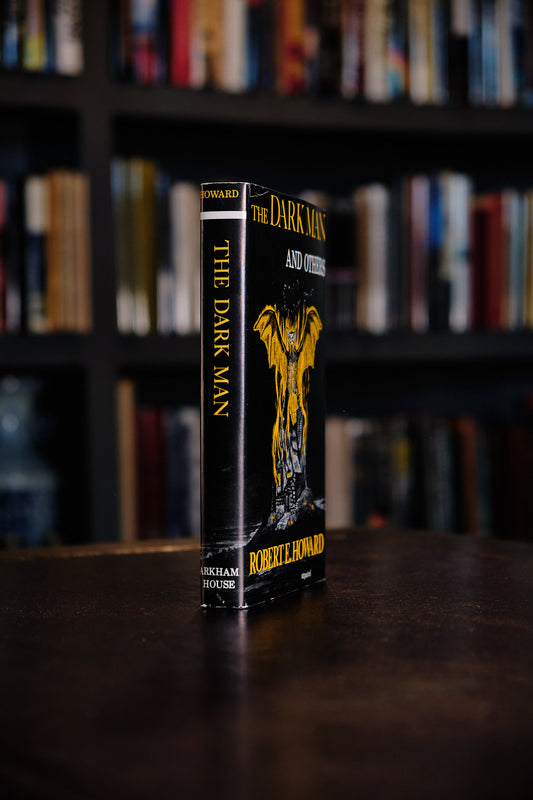 HOWARD
THE DARK MAN
ARKHAM
HOUSE
THE DARK MAN
AND OTHERS
ROBERT E. HOWARD